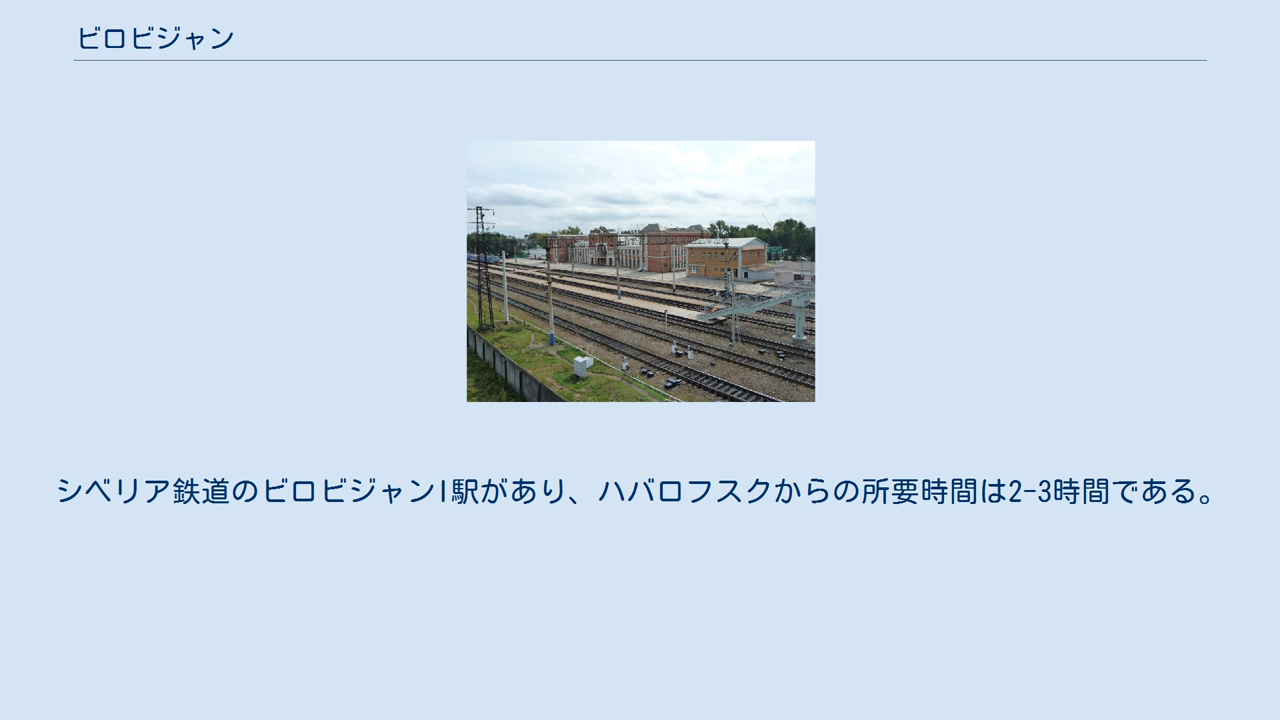 ビロビジャン
シベリア鉄道のビロビジャン1駅があり、ハバロフスクからの所要時間は2-3時間である。